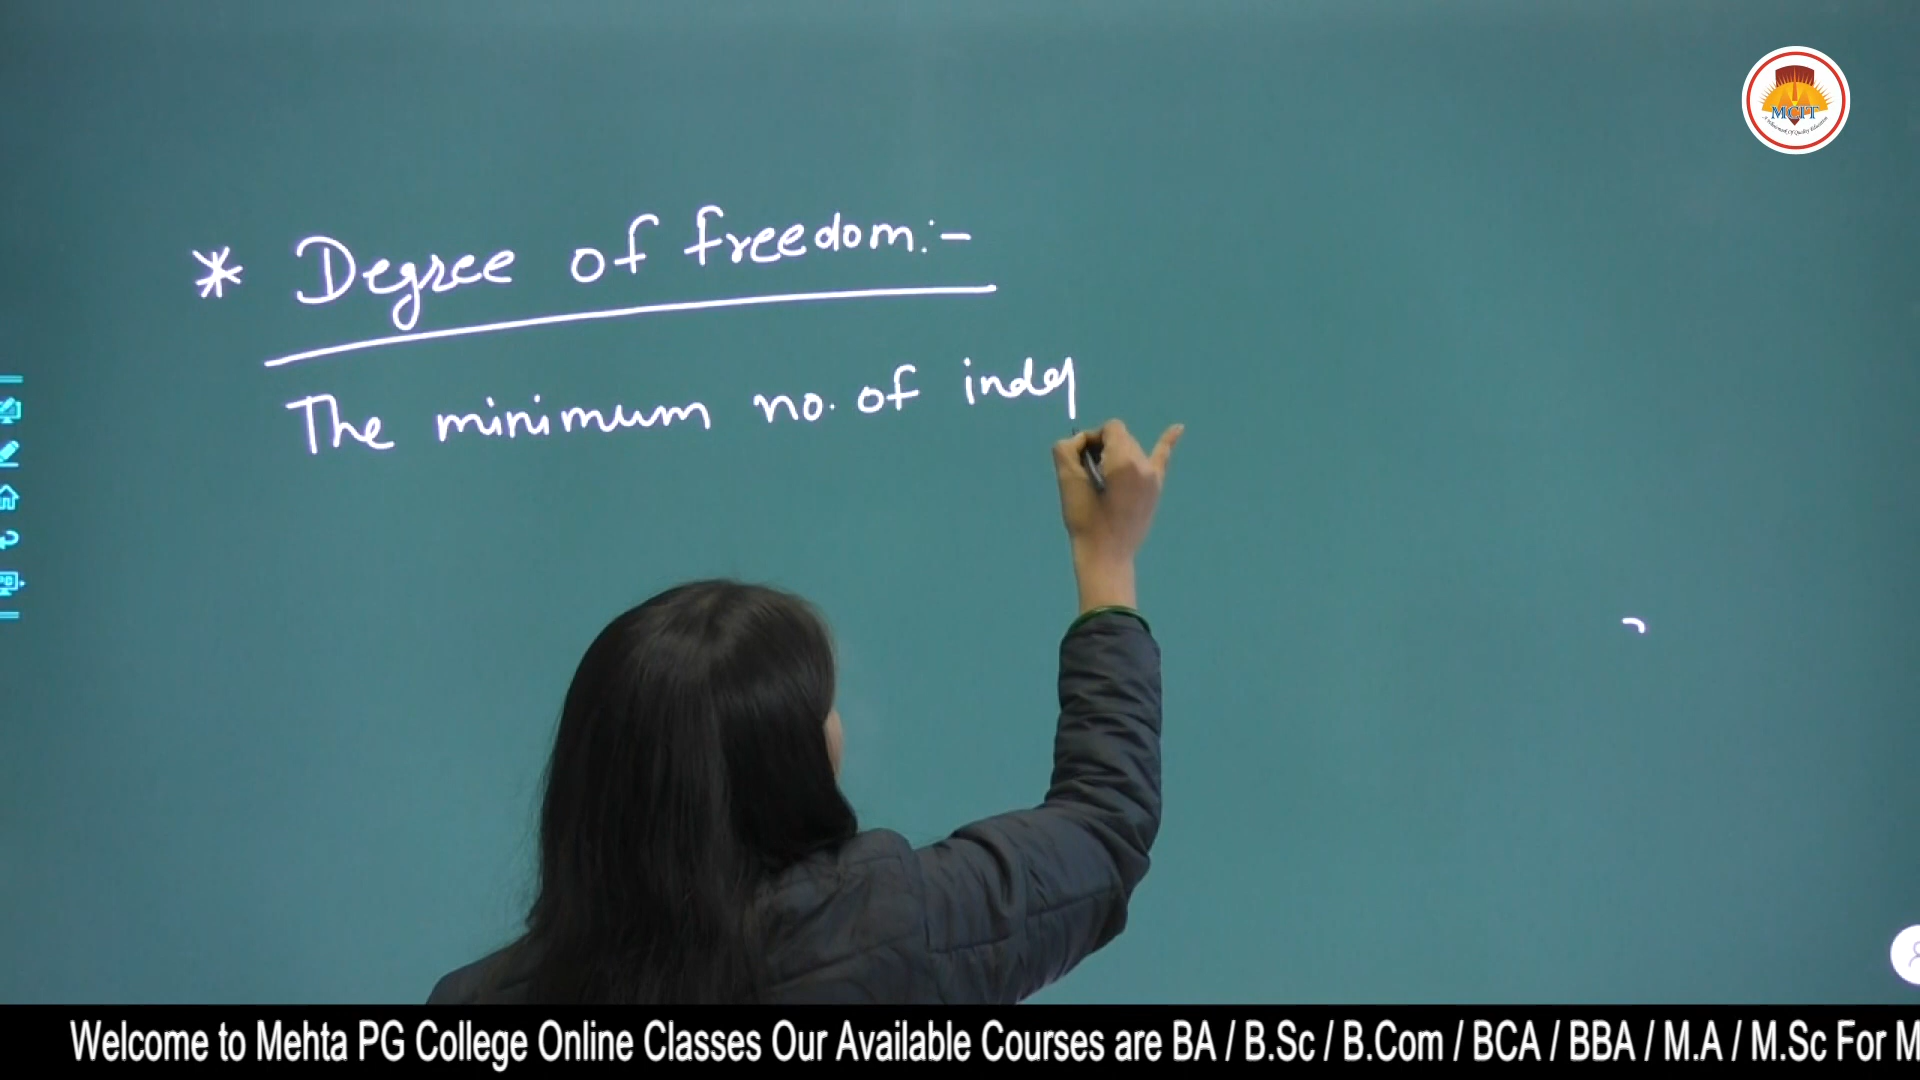 MCIT
* Degree of freedom:-
The minimum no. of indep
Welcome to Mehta PG College Online Classes Our Available Courses are BA / B.Sc / B.Com / BCA / BBA / M.A / M.Sc For M